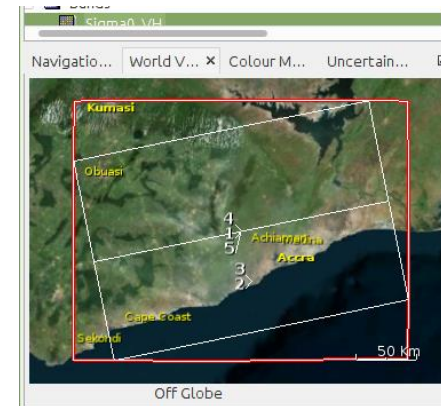 Sigma0_VH
Navigatio... World V... × Colour M... Uncertain...
Kumasi
Obuasi
4
1
5
Achiaman
Accra
3
2
Cape Coast
Sekondi
50 Km
Off Globe